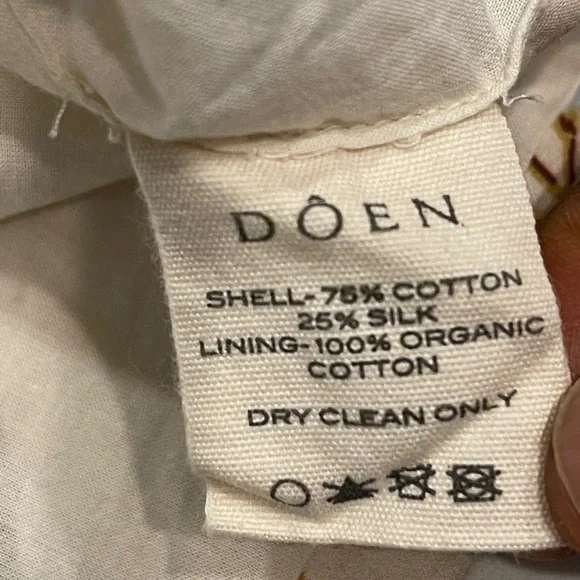 DÔEN
SHELL-75% COTTON
25% SILK
LINING-100% ORGANIC
COTTON
DRY CLEAN ONLY